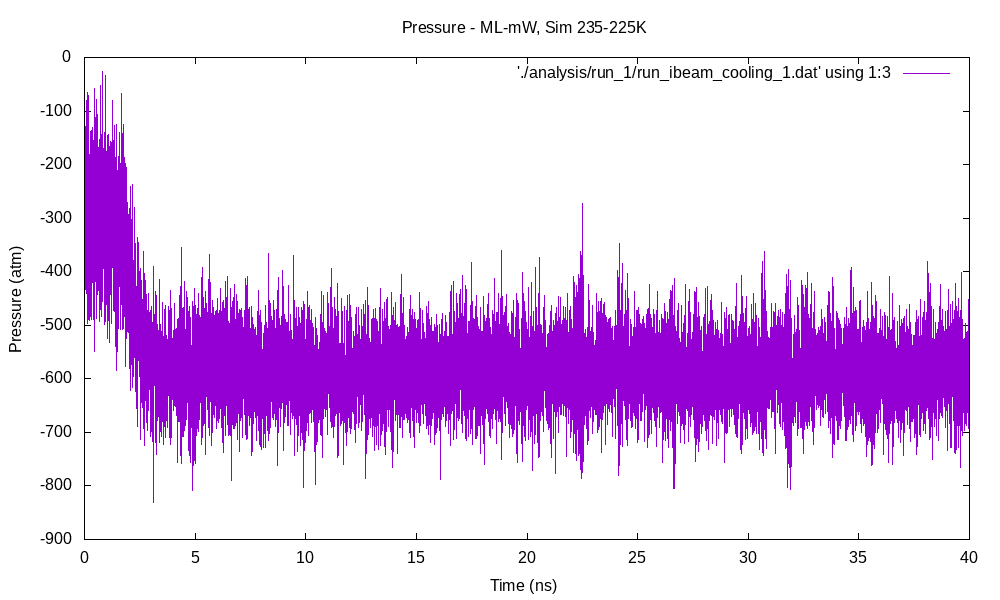 Pressure - ML-mW, Sim 235-225K
'./analysis/run_1/run_ibeam_cooling_1.dat' using 1:3
0
-100
-200
-300
-400
-500
-600
-700
-800
-900
Pressure (atm)
0 5 10 15 20 25 30 35 40
Time (ns)